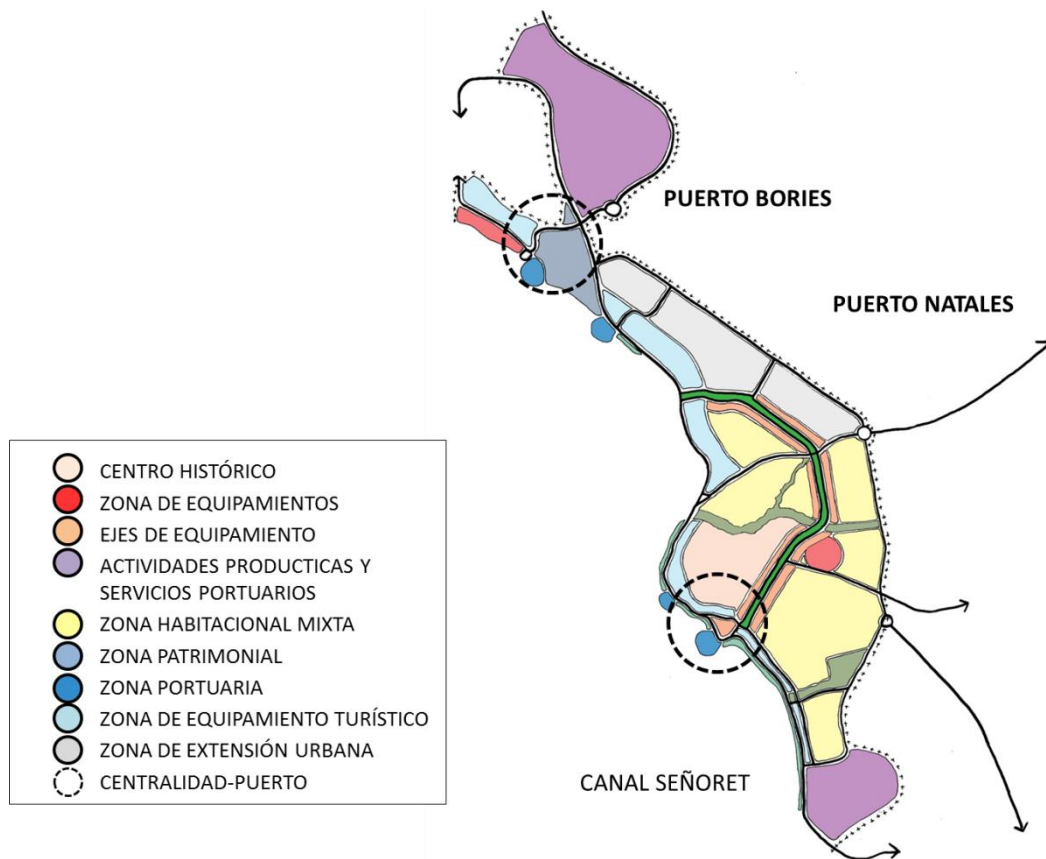 PUERTO BORIES
PUERTO NATALES
CENTRO HISTÓRICO
ZONA DE EQUIPAMIENTOS
EJES DE EQUIPAMIENTO
ACTIVIDADES PRODUCTICAS Y
SERVICIOS PORTUARIOS
ZONA HABITACIONAL MIXTA
ZONA PATRIMONIAL
ZONA PORTUARIA
ZONA DE EQUIPAMIENTO TURÍSTICO
ZONA DE EXTENSIÓN URBANA
CENTRALIDAD-PUERTO
CANAL SEÑORET